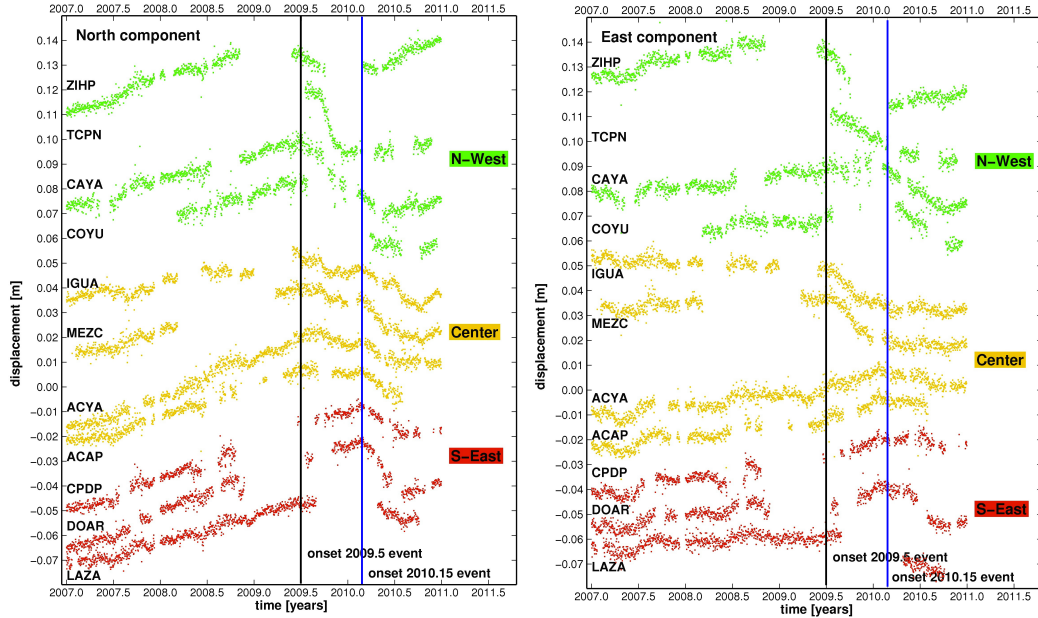 2007.0 2007.5 2008.0 2008.5 2009.0 2009.5 2010.0 2010.5 2011.0 2011.5
North component
0.14
0.13
0.12
0.11
0.10
0.09
0.08
0.07
0.06
0.05
0.04
0.03
0.02
0.01
0.00
−0.01
−0.02
−0.03
−0.04
−0.05
−0.06
−0.07
displacement [m]
ZIHP
TCPN
CAYA
COYU
IGUA
MEZC
ACYA
ACAP
CPDP
DOAR
LAZA
N−West
Center
S−East
onset 2009.5 event
onset 2010.15 event
2007.0 2007.5 2008.0 2008.5 2009.0 2009.5 2010.0 2010.5 2011.0 2011.5
time [years]
2007.0 2007.5 2008.0 2008.5 2009.0 2009.5 2010.0 2010.5 2011.0 2011.5
East component
0.14
0.13
0.12
0.11
0.10
0.09
0.08
0.07
0.06
0.05
0.04
0.03
0.02
0.01
0.00
−0.01
−0.02
−0.03
−0.04
−0.05
−0.06
−0.07
displacement [m]
ZIHP
TCPN
CAYA
COYU
IGUA
MEZC
ACYA
ACAP
CPDP
DOAR
LAZA
N−West
Center
S−East
onset 2009.5 event
onset 2010.15 event
2007.0 2007.5 2008.0 2008.5 2009.0 2009.5 2010.0 2010.5 2011.0 2011.5
time [years]